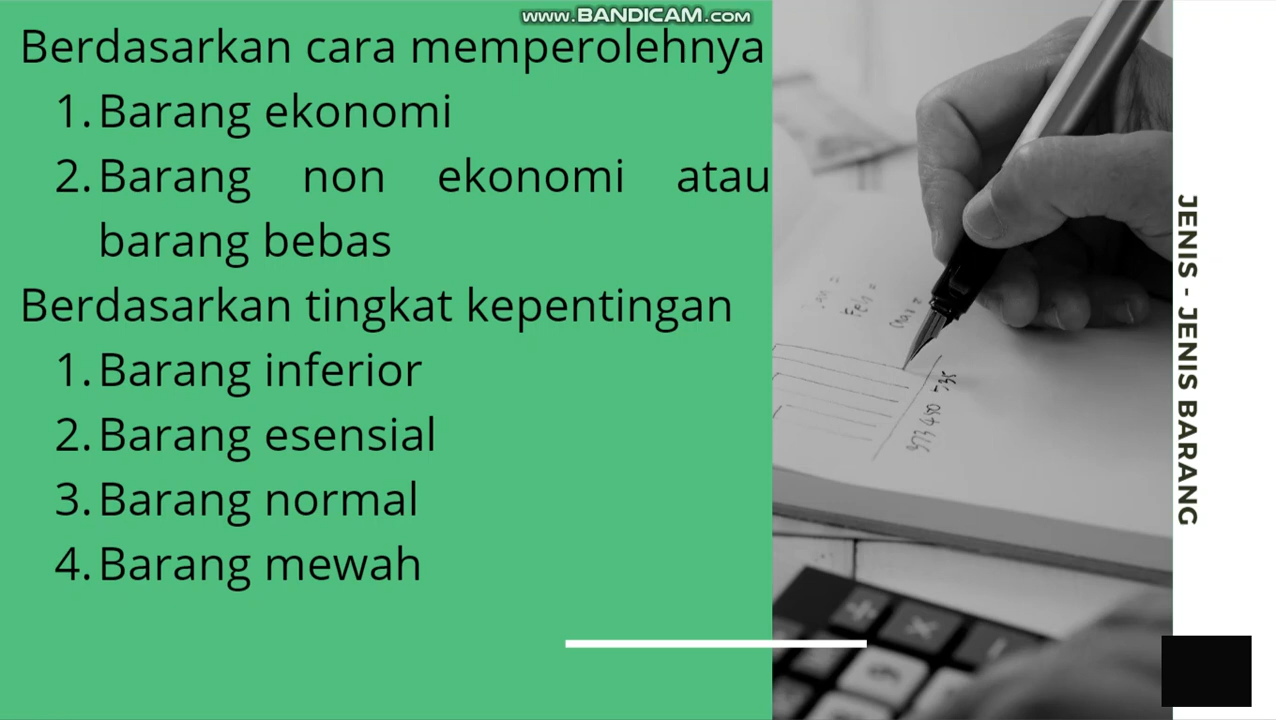 www.BANDICAM.com
Berdasarkan cara memperolehnya
1. Barang ekonomi
2. Barang non ekonomi atau
barang bebas
Berdasarkan tingkat kepentingan
1. Barang inferior
2. Barang esensial
3. Barang normal
4. Barang mewah
JENIS - JENIS BARANG